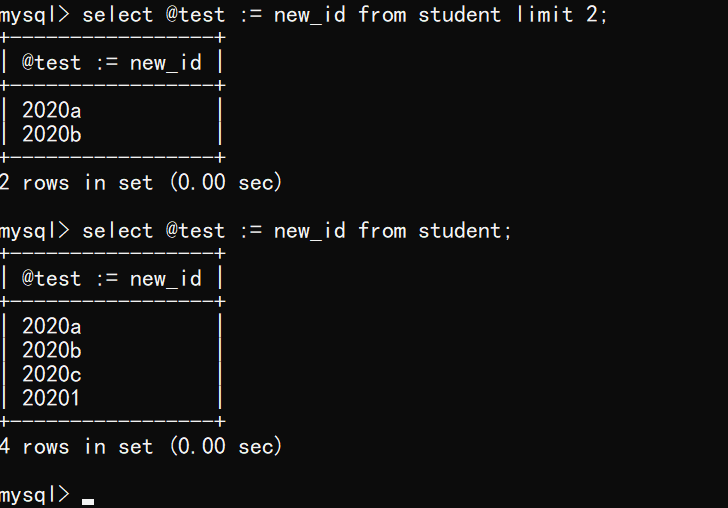 mysql> select @test := new_id from student limit 2;
+-----------------+
| @test := new_id |
+-----------------+
| 2020a           |
| 2020b           |
+-----------------+
2 rows in set (0.00 sec)
mysql> select @test := new_id from student;
+-----------------+
| @test := new_id |
+-----------------+
| 2020a           |
| 2020b           |
| 2020c           |
| 20201           |
+-----------------+
4 rows in set (0.00 sec)
mysql>